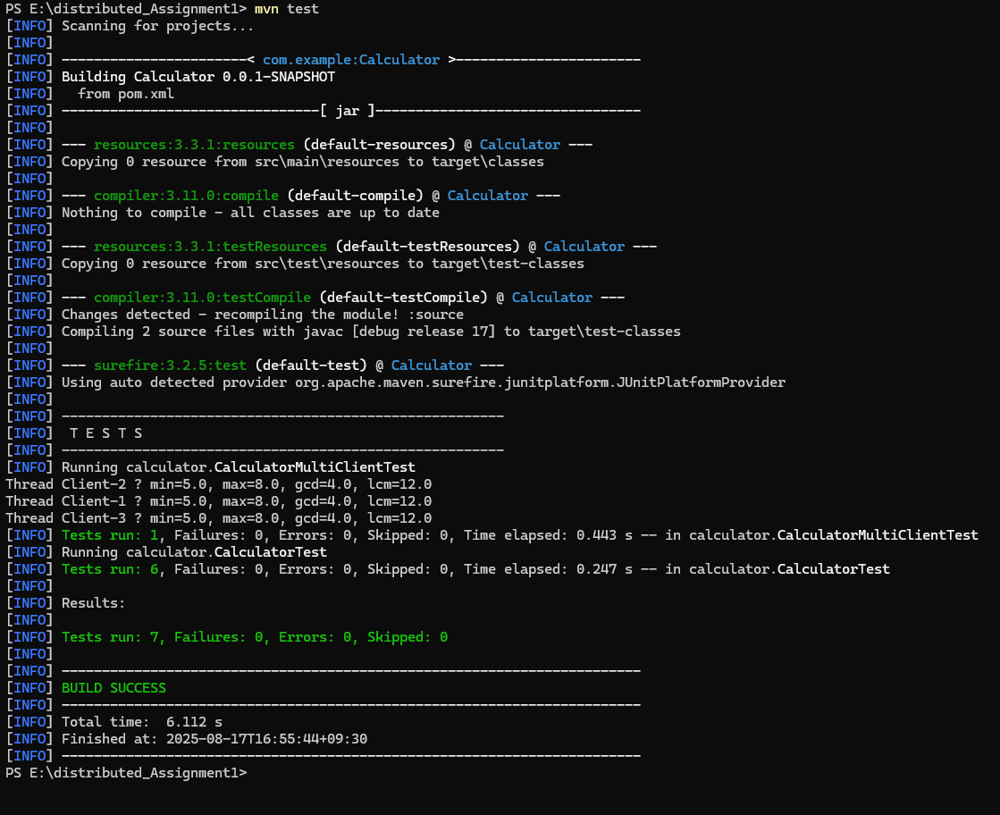 PS E:\distributed_Assignment1> mvn test
[INFO] Scanning for projects...
[INFO]
[INFO] -----------------------< com.example:Calculator >-----------------------
[INFO] Building Calculator 0.0.1-SNAPSHOT
[INFO]   from pom.xml
[INFO] --------------------------------[ jar ]---------------------------------
[INFO]
[INFO] --- resources:3.3.1:resources (default-resources) @ Calculator ---
[INFO] Copying 0 resource from src\main\resources to target\classes
[INFO]
[INFO] --- compiler:3.11.0:compile (default-compile) @ Calculator ---
[INFO] Nothing to compile - all classes are up to date
[INFO]
[INFO] --- resources:3.3.1:testResources (default-testResources) @ Calculator ---
[INFO] Copying 0 resource from src\test\resources to target\test-classes
[INFO]
[INFO] --- compiler:3.11.0:testCompile (default-testCompile) @ Calculator ---
[INFO] Changes detected - recompiling the module! :source
[INFO] Compiling 2 source files with javac [debug release 17] to target\test-classes
[INFO]
[INFO] --- surefire:3.2.5:test (default-test) @ Calculator ---
[INFO] Using auto detected provider org.apache.maven.surefire.junitplatform.JUnitPlatformProvider
[INFO]
[INFO] -------------------------------------------------------
[INFO]  T E S T S
[INFO] -------------------------------------------------------
[INFO] Running calculator.CalculatorMultiClientTest
Thread Client-2 ? min=5.0, max=8.0, gcd=4.0, lcm=12.0
Thread Client-1 ? min=5.0, max=8.0, gcd=4.0, lcm=12.0
Thread Client-3 ? min=5.0, max=8.0, gcd=4.0, lcm=12.0
[INFO] Tests run: 1, Failures: 0, Errors: 0, Skipped: 0, Time elapsed: 0.443 s -- in calculator.CalculatorMultiClientTest
[INFO] Running calculator.CalculatorTest
[INFO] Tests run: 6, Failures: 0, Errors: 0, Skipped: 0, Time elapsed: 0.247 s -- in calculator.CalculatorTest
[INFO]
[INFO] Results:
[INFO]
[INFO] Tests run: 7, Failures: 0, Errors: 0, Skipped: 0
[INFO]
[INFO] ------------------------------------------------------------------------
[INFO] BUILD SUCCESS
[INFO] ------------------------------------------------------------------------
[INFO] Total time:  6.112 s
[INFO] Finished at: 2025-08-17T16:55:44+09:30
[INFO] ------------------------------------------------------------------------
PS E:\distributed_Assignment1>